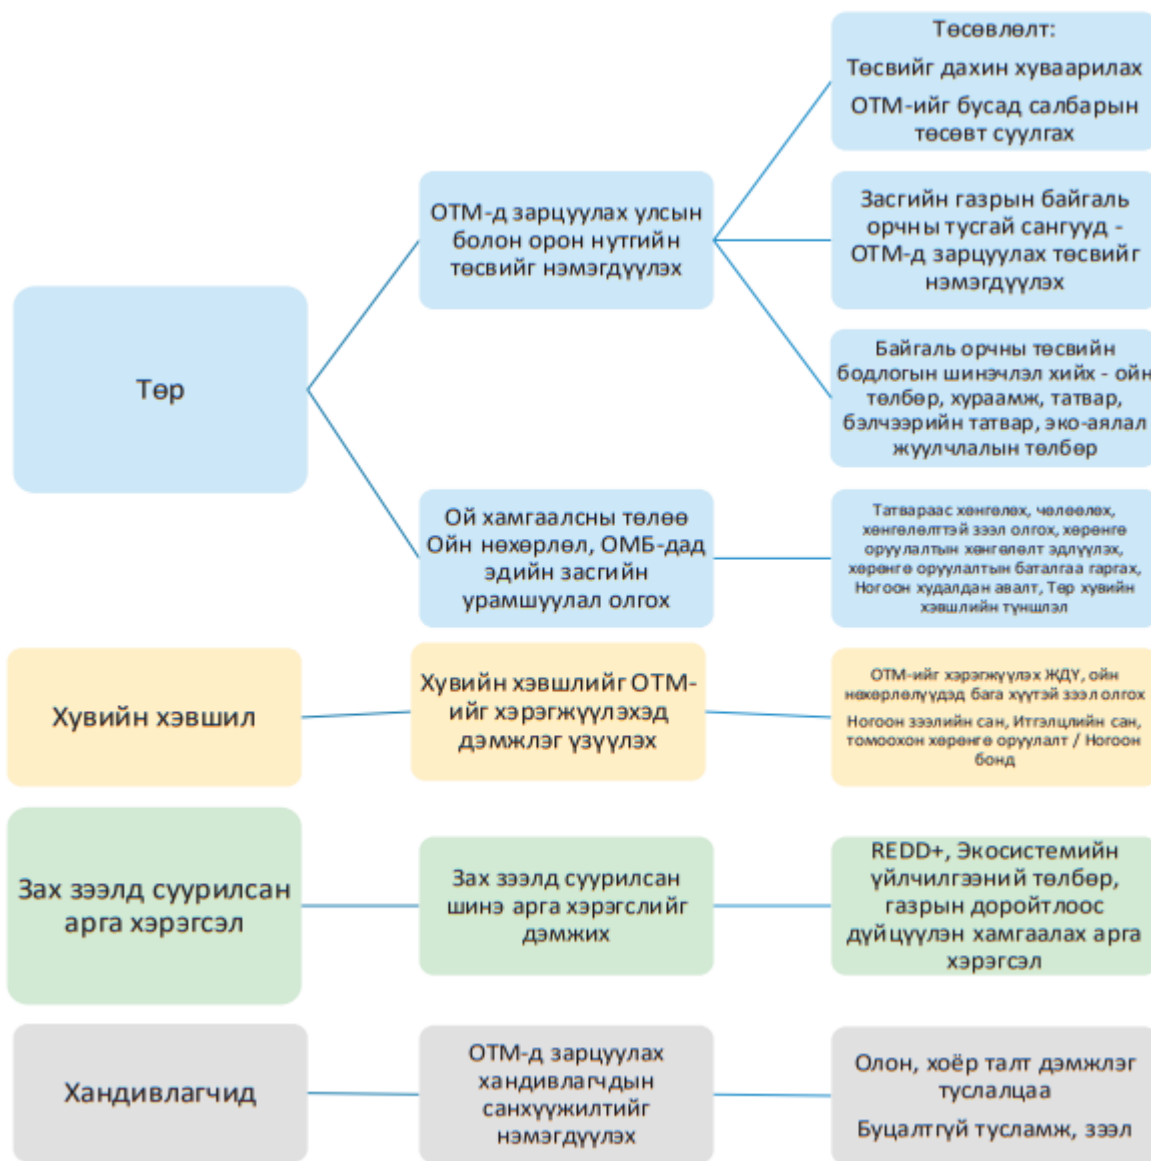 Төр
ОТМ-д зарцуулах улсын
болон орон нутгийн
төсвийг нэмэгдүүлэх
Төсөвлөлт:
Төсвийг дахин хуваарилах
ОТМ-ийг бусад салбарын
төсөвт суулгах
Засгийн газрын байгаль
орчны тусгай сангууд -
ОТМ-д зарцуулах төсвийг
нэмэгдүүлэх
Байгаль орчны төсвийн
бодлогын шинэчлэл хийх - ойн
төлбөр, хураамж, татвар,
бэлчээрийн татвар, эко-аялал
жуулчлалын төлбөр
Ой хамгаалсны төлөө
Ойн нөхөрлөл, ОМБ-дад
эдийн засгийн
урамшуулал олгох
Татвараас хөнгөлөх, чөлөөлөх,
хөнгөлөлттэй зээл олгох, хөрөнгө
оруулалтын хөнгөлөлт эдлүүлэх,
хөрөнгө оруулалтын баталгаа гаргах,
Ногоон худалдан авалт, Төр хувийн
хэвшлийн түншлэл
Хувийн хэвшил
Хувийн хэвшлийг ОТМ-
ийг хэрэгжүүлэхэд
дэмжлэг үзүүлэх
ОТМ-ийг хэрэгжүүлэх ЖДҮ, ойн
нөхөрлөлүүдэд бага хүүтэй зээл олгох
Ногоон зээлийн сан, Итгэлцлийн сан,
томоохон хөрөнгө оруулалт / Ногоон
бонд
Зах зээлд суурилсан
арга хэрэгсэл
Зах зээлд суурилсан
шинэ арга хэрэгслийг
дэмжих
REDD+, Экосистемийн
үйлчилгээний төлбөр,
газрын доройтлоос
дүйцүүлэн хамгаалах арга
хэрэгсэл
Хандивлагчид
ОТМ-д зарцуулах
хандивлагчдын
санхүүжилтийг
нэмэгдүүлэх
Олон, хоёр талт дэмжлэг
туслалцаа
Буцалтгүй тусламж, зээл